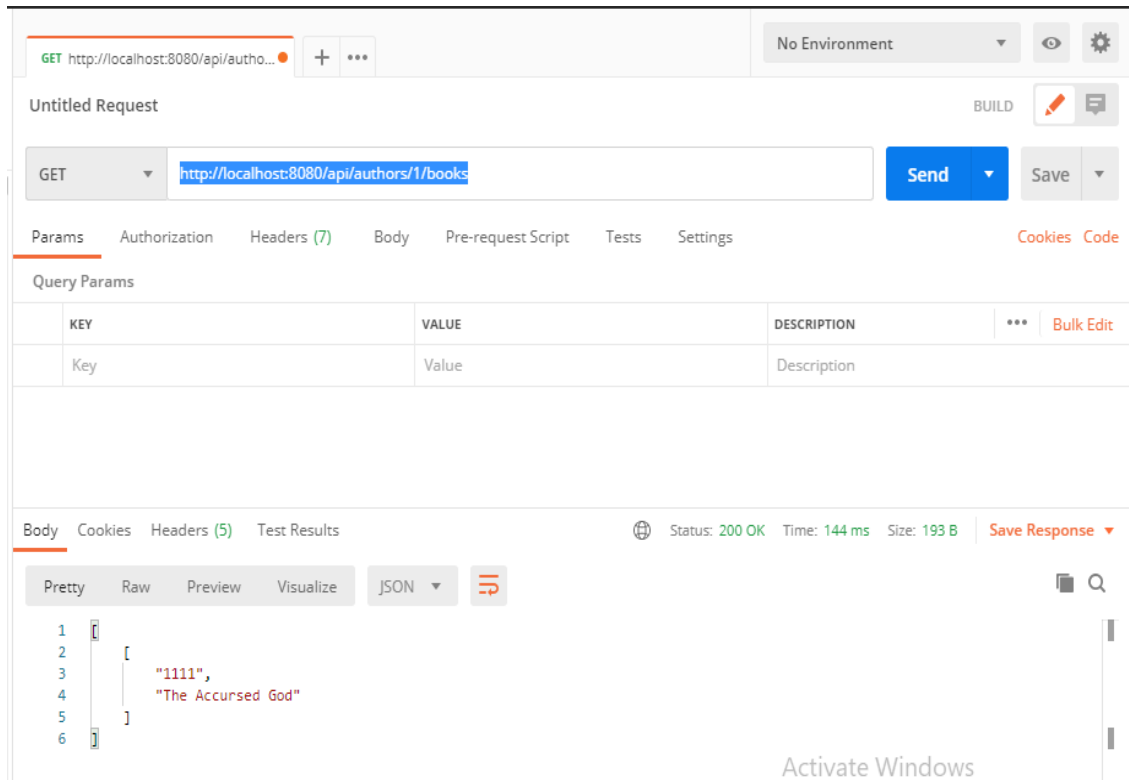 GET http://localhost:8080/api/autho...
No Environment
Untitled Request
BUILD
GET
http://localhost:8080/api/authors/1/books
Send
Save
Params Authorization Headers (7) Body Pre-request Script Tests Settings
Cookies Code
Query Params
KEY VALUE DESCRIPTION ••• Bulk Edit
Key Value Description
Body Cookies Headers (5) Test Results
Status: 200 OK Time: 144 ms Size: 193 B Save Response
Pretty Raw Preview Visualize JSON
1 [
2 [
3 "1111",
4 "The Accursed God"
5 ]
6 ]
Activate Windows